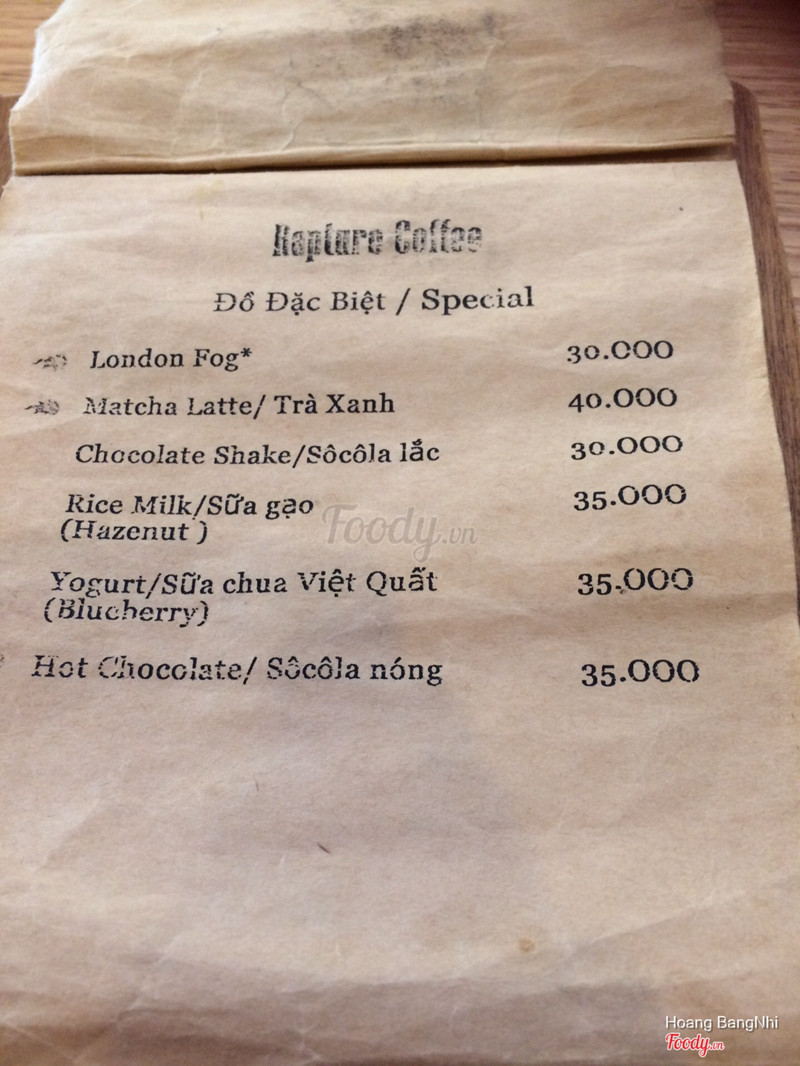 Rapture Coffee
Đồ Đặc Biệt / Special
London Fog* 30.000
Matcha Latte/ Trà Xanh 40.000
Chocolate Shake/Sôcôla lắc 30.000
Rice Milk/Sữa gạo 35.000
(Hazenut )
Foody.vn
Yogurt/Sữa chua Việt Quất 35.000
(Blueberry)
Hot Chocolate/ Sôcôla nóng 35.000
Hoang BangNhi
Foody.vn